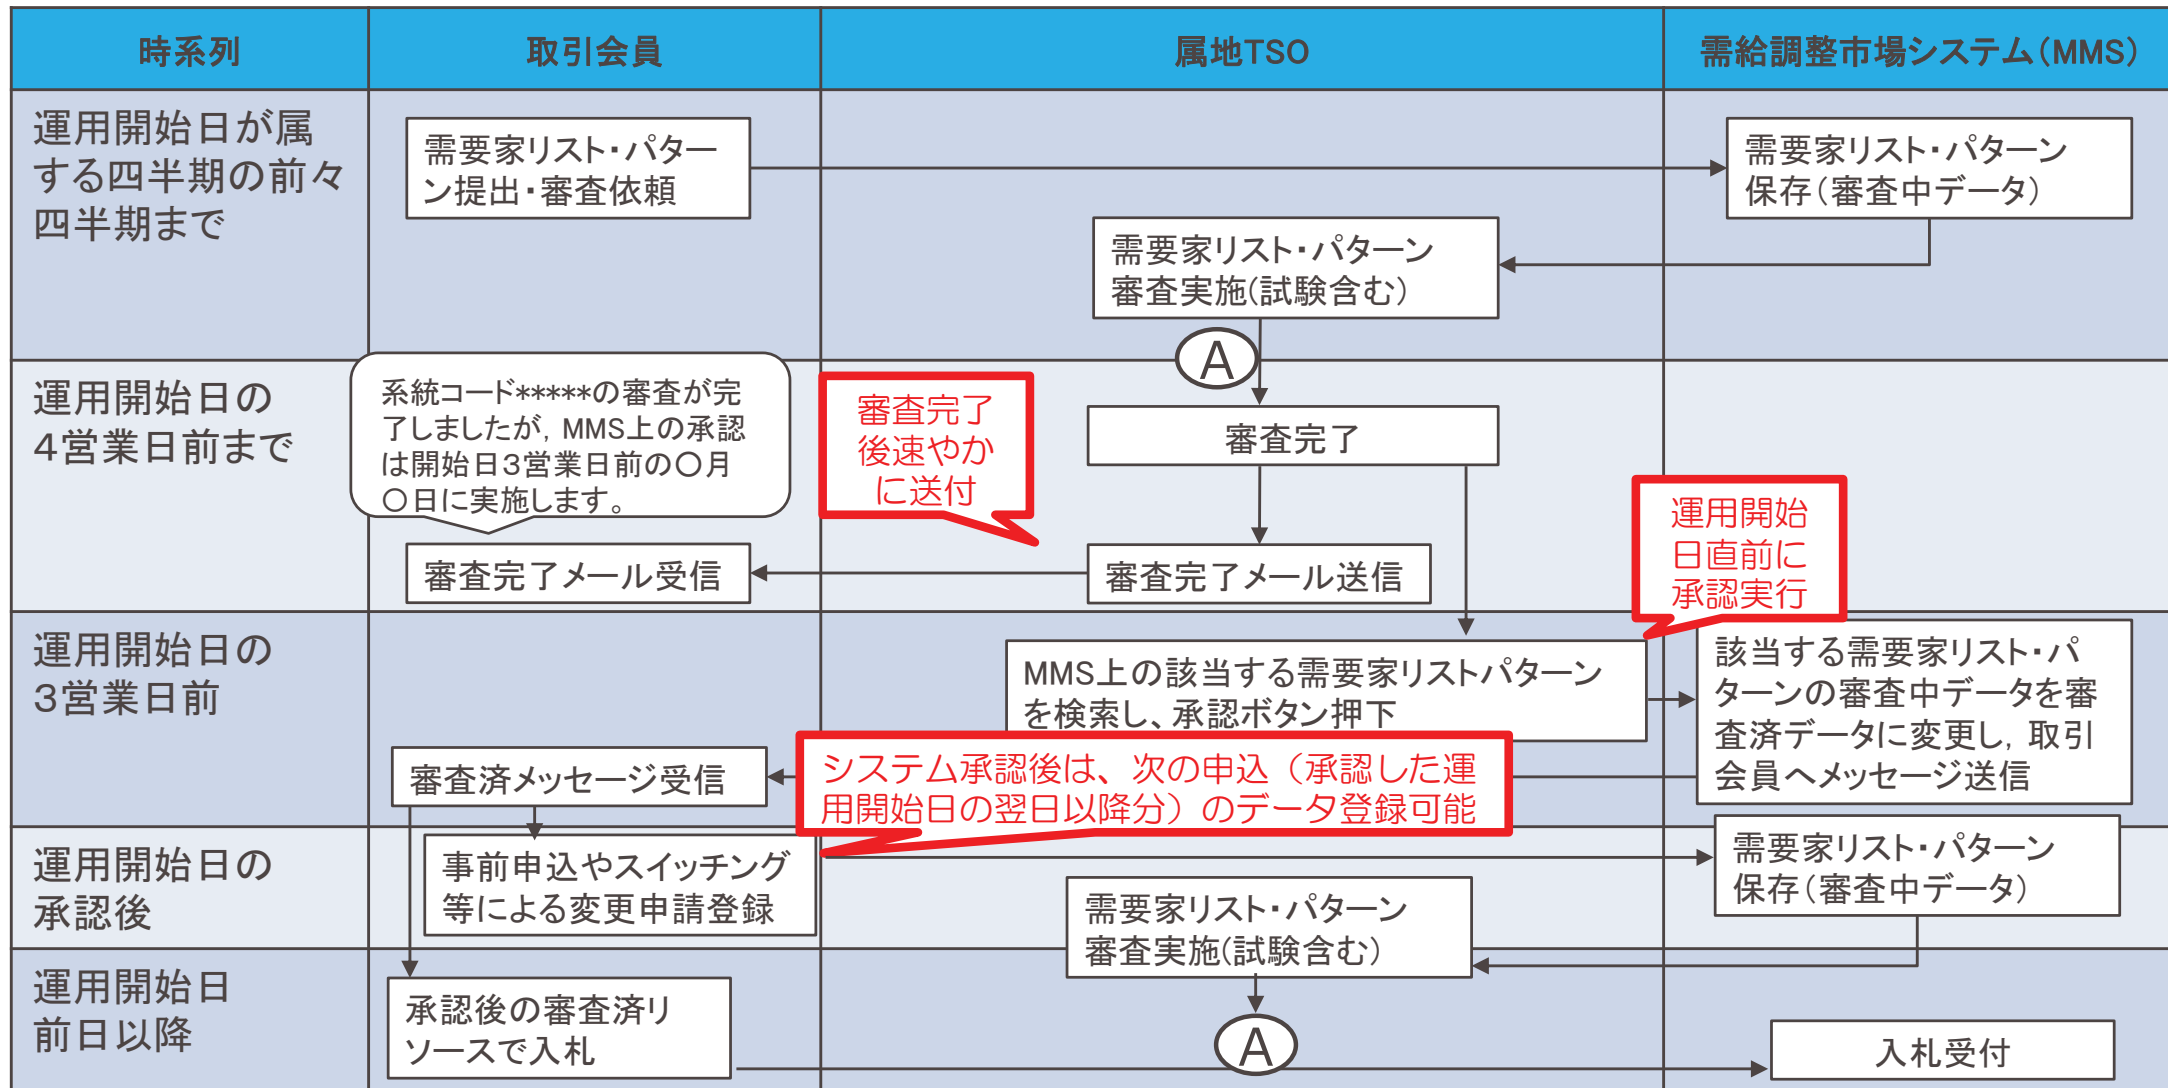 時系列
取引会員
属地TSO
需給調整市場システム（MMS）
運用開始日が属
する四半期の前々
四半期まで
需要家リスト・パター
ン提出・審査依頼
需要家リスト・パターン
保存（審査中データ）
需要家リスト・パターン
審査実施(試験含む)
A
運用開始日の
４営業日前まで
系統コード*****の審査が完
了しましたが，MMS上の承認
は開始日３営業日前の〇月
〇日に実施します。
審査完了
後速やか
に送付
審査完了
運用開始
日直前に
承認実行
審査完了メール受信
審査完了メール送信
運用開始日の
３営業日前
MMS上の該当する需要家リストパターン
を検索し、承認ボタン押下
該当する需要家リスト・パ
ターンの審査中データを審
査済データに変更し，取引
会員へメッセージ送信
審査済メッセージ受信
システム承認後は、次の申込（承認した運
用開始日の翌日以降分）のデータ登録可能
運用開始日の
承認後
事前申込やスイッチング
等による変更申請登録
需要家リスト・パターン
保存（審査中データ）
需要家リスト・パターン
審査実施(試験含む)
運用開始日
前日以降
承認後の審査済リ
ソースで入札
A
入札受付